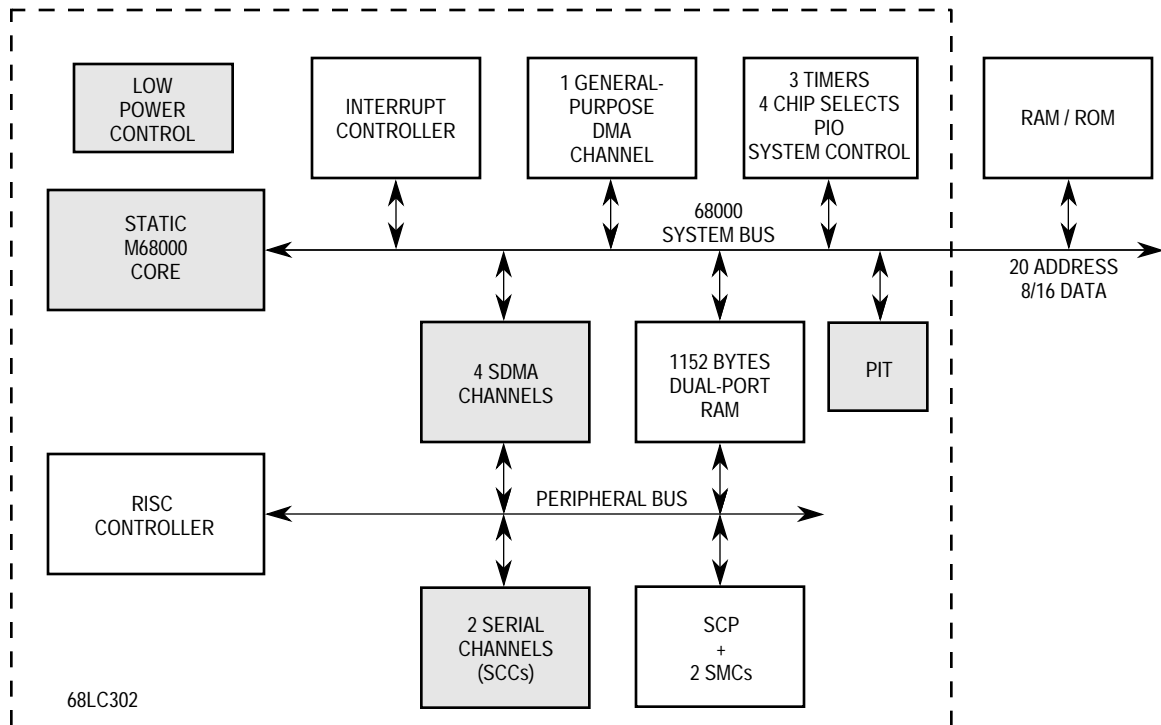 LOW
POWER
CONTROL
INTERRUPT
CONTROLLER
1 GENERAL-
PURPOSE
DMA
CHANNEL
3 TIMERS
4 CHIP SELECTS
PIO
SYSTEM CONTROL
RAM / ROM
STATIC
M68000
CORE
68000
SYSTEM BUS
20 ADDRESS
8/16 DATA
4 SDMA
CHANNELS
1152 BYTES
DUAL-PORT
RAM
PIT
RISC
CONTROLLER
PERIPHERAL BUS
2 SERIAL
CHANNELS
(SCCs)
SCP
+
2 SMCs
68LC302